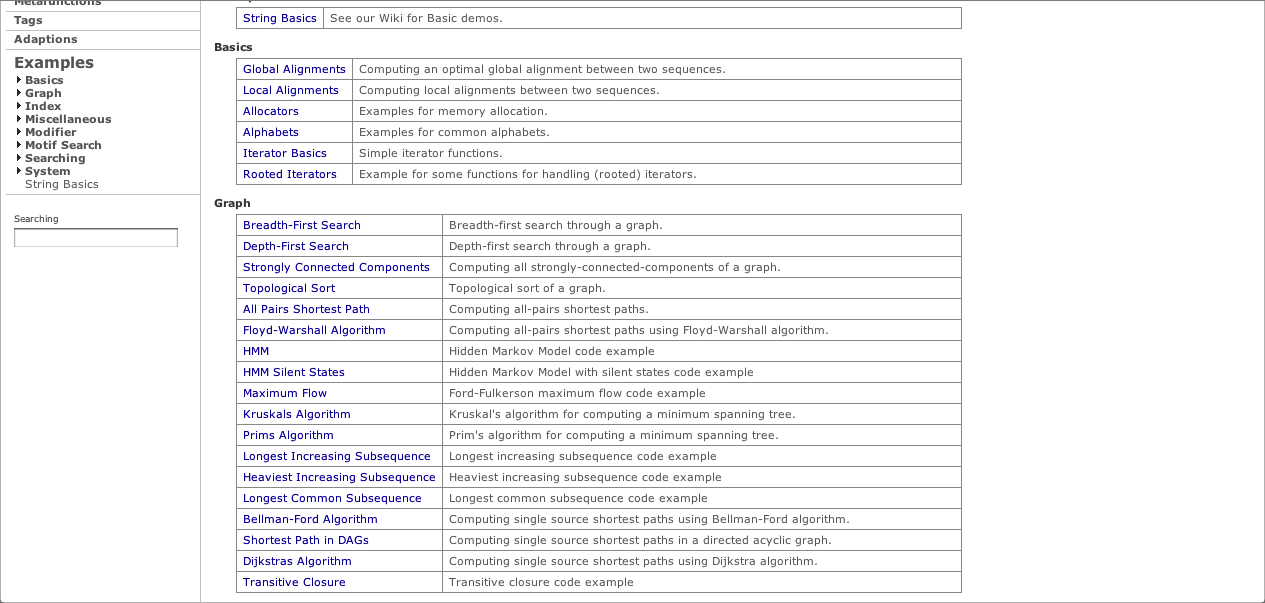 Metafunctions
Tags
Adaptions
Examples
Basics
Graph
Index
Miscellaneous
Modifier
Motif Search
Searching
System
String Basics
Searching
String Basics See our Wiki for Basic demos.
Basics
Global Alignments Computing an optimal global alignment between two sequences.
Local Alignments Computing local alignments between two sequences.
Allocators Examples for memory allocation.
Alphabets Examples for common alphabets.
Iterator Basics Simple iterator functions.
Rooted Iterators Example for some functions for handling (rooted) iterators.
Graph
Breadth-First Search Breadth-first search through a graph.
Depth-First Search Depth-first search through a graph.
Strongly Connected Components Computing all strongly-connected-components of a graph.
Topological Sort Topological sort of a graph.
All Pairs Shortest Path Computing all-pairs shortest paths.
Floyd-Warshall Algorithm Computing all-pairs shortest paths using Floyd-Warshall algorithm.
HMM Hidden Markov Model code example
HMM Silent States Hidden Markov Model with silent states code example
Maximum Flow Ford-Fulkerson maximum flow code example
Kruskals Algorithm Kruskal's algorithm for computing a minimum spanning tree.
Prims Algorithm Prim's algorithm for computing a minimum spanning tree.
Longest Increasing Subsequence Longest increasing subsequence code example
Heaviest Increasing Subsequence Heaviest increasing subsequence code example
Longest Common Subsequence Longest common subsequence code example
Bellman-Ford Algorithm Computing single source shortest paths using Bellman-Ford algorithm.
Shortest Path in DAGs Computing single source shortest paths in a directed acyclic graph.
Dijkstras Algorithm Computing single source shortest paths using Dijkstra algorithm.
Transitive Closure Transitive closure code example